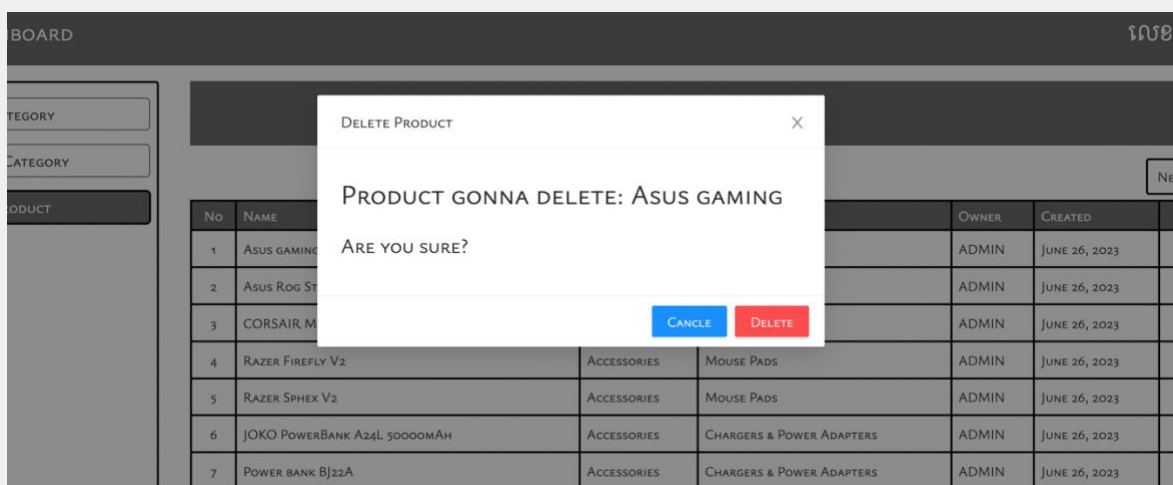 BOARD លេខ
TEGORY
CATEGORY
RODUCT
DELETE PRODUCT X
PRODUCT GONNA DELETE: ASUS GAMING
ARE YOU SURE?
CANCLE DELETE
NE
NO NAME OWNER CREATED
1 ASUS GAMING ADMIN JUNE 26, 2023
2 ASUS ROG ST ADMIN JUNE 26, 2023
3 CORSAIR M ADMIN JUNE 26, 2023
4 RAZER FIREFLY V2 ACCESSORIES MOUSE PADS ADMIN JUNE 26, 2023
5 RAZER SPHEX V2 ACCESSORIES MOUSE PADS ADMIN JUNE 26, 2023
6 JOKO POWERBANK A24L 50000MAH ACCESSORIES CHARGERS & POWER ADAPTERS ADMIN JUNE 26, 2023
7 POWER BANK BJ22A ACCESSORIES CHARGERS & POWER ADAPTERS ADMIN JUNE 26, 2023